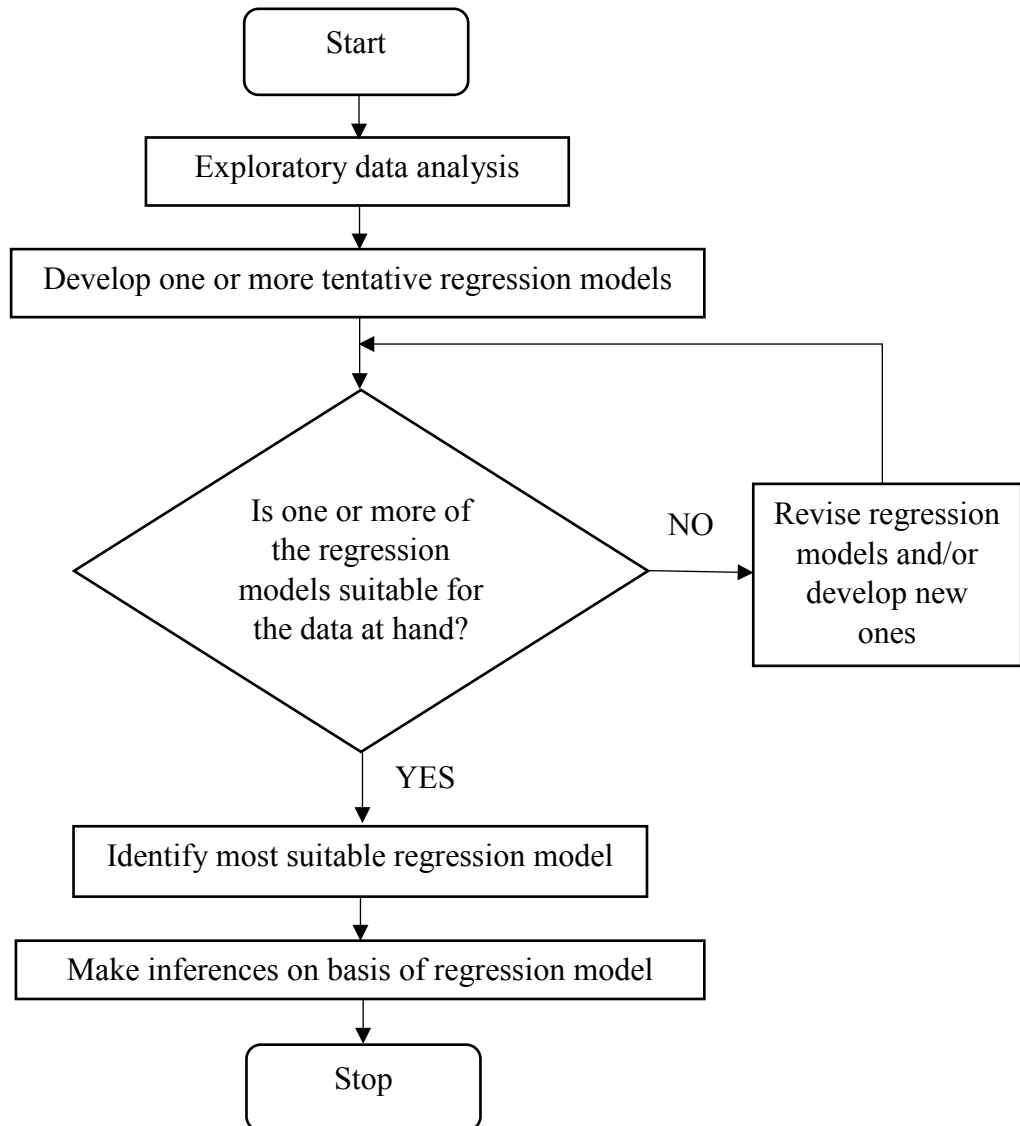 Start
Exploratory data analysis
Develop one or more tentative regression models
Is one or more of
the regression
models suitable for
the data at hand?
NO
Revise regression
models and/or
develop new
ones
YES
Identify most suitable regression model
Make inferences on basis of regression model
Stop